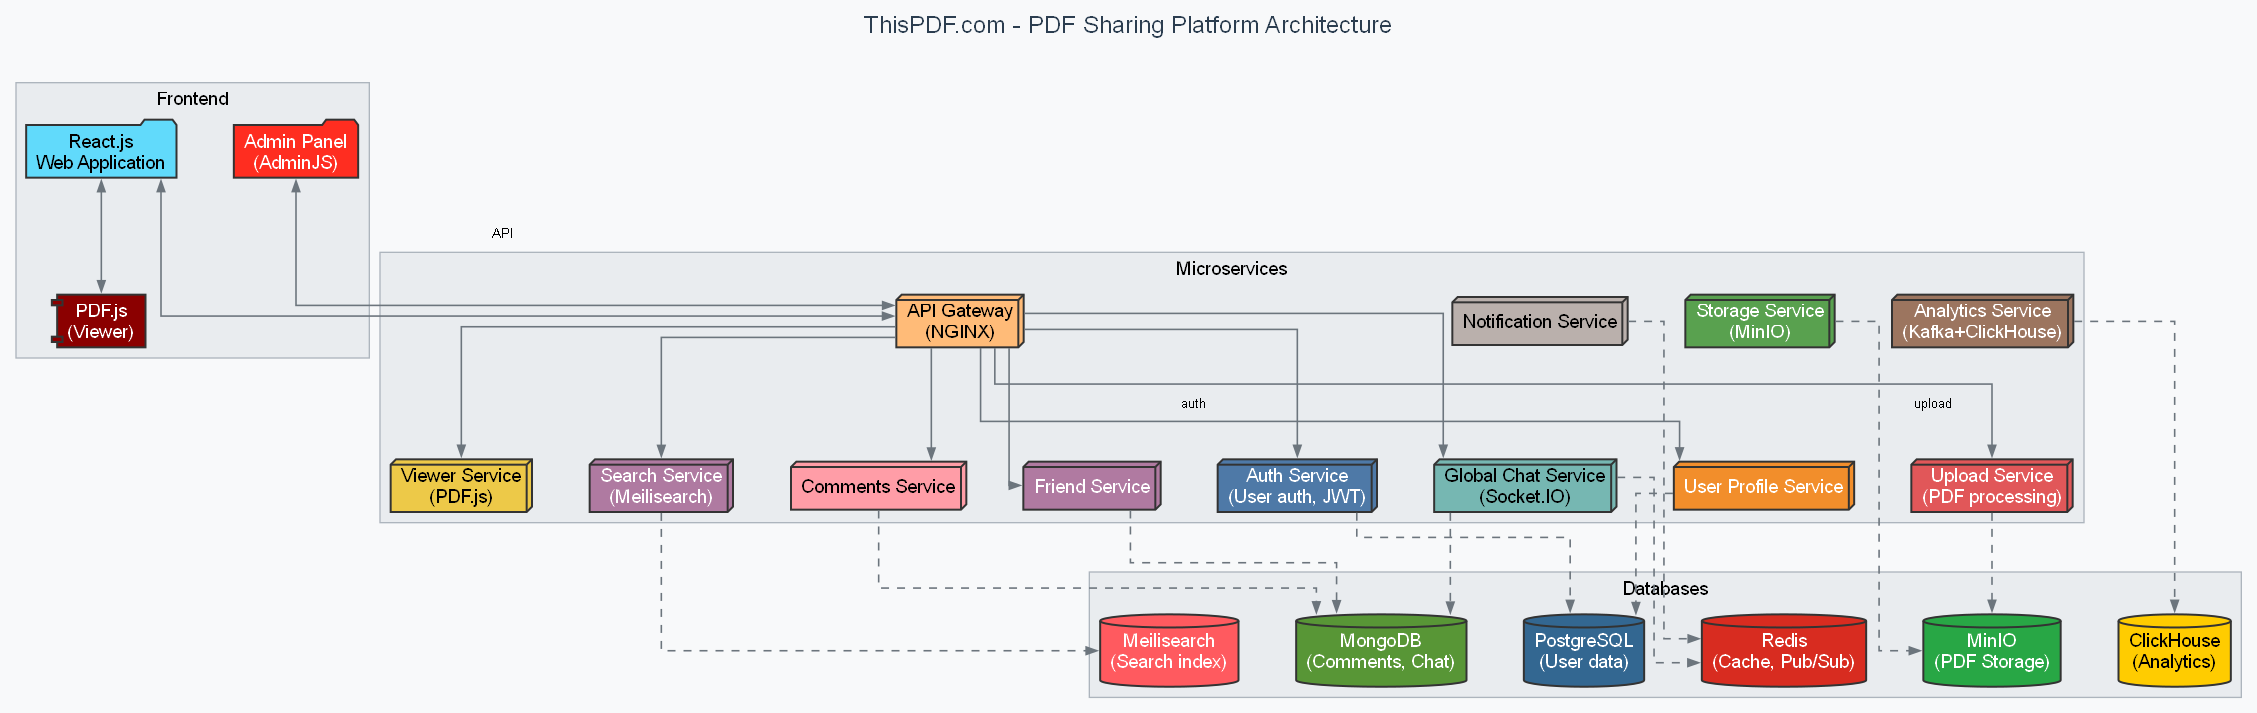 ThisPDF.com - PDF Sharing Platform Architecture
Frontend
React.js
Web Application
Admin Panel
(AdminJS)
PDF.js
(Viewer)
API
Microservices
API Gateway
(NGINX)
Notification Service
Storage Service
(MinIO)
Analytics Service
(Kafka+ClickHouse)
auth
upload
Viewer Service
(PDF.js)
Search Service
(Meilisearch)
Comments Service
Friend Service
Auth Service
(User auth, JWT)
Global Chat Service
(Socket.IO)
User Profile Service
Upload Service
(PDF processing)
Databases
Meilisearch
(Search index)
MongoDB
(Comments, Chat)
PostgreSQL
(User data)
Redis
(Cache, Pub/Sub)
MinIO
(PDF Storage)
ClickHouse
(Analytics)